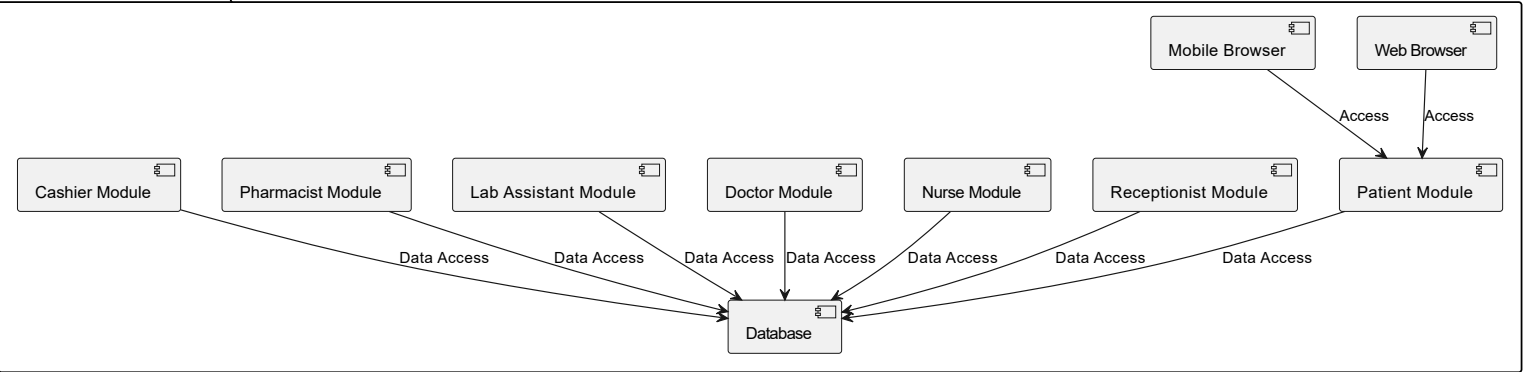 Mobile Browser
Web Browser
Access
Access
Cashier Module
Pharmacist Module
Lab Assistant Module
Doctor Module
Nurse Module
Receptionist Module
Patient Module
Data Access
Data Access
Data Access
Data Access
Data Access
Data Access
Data Access
Database